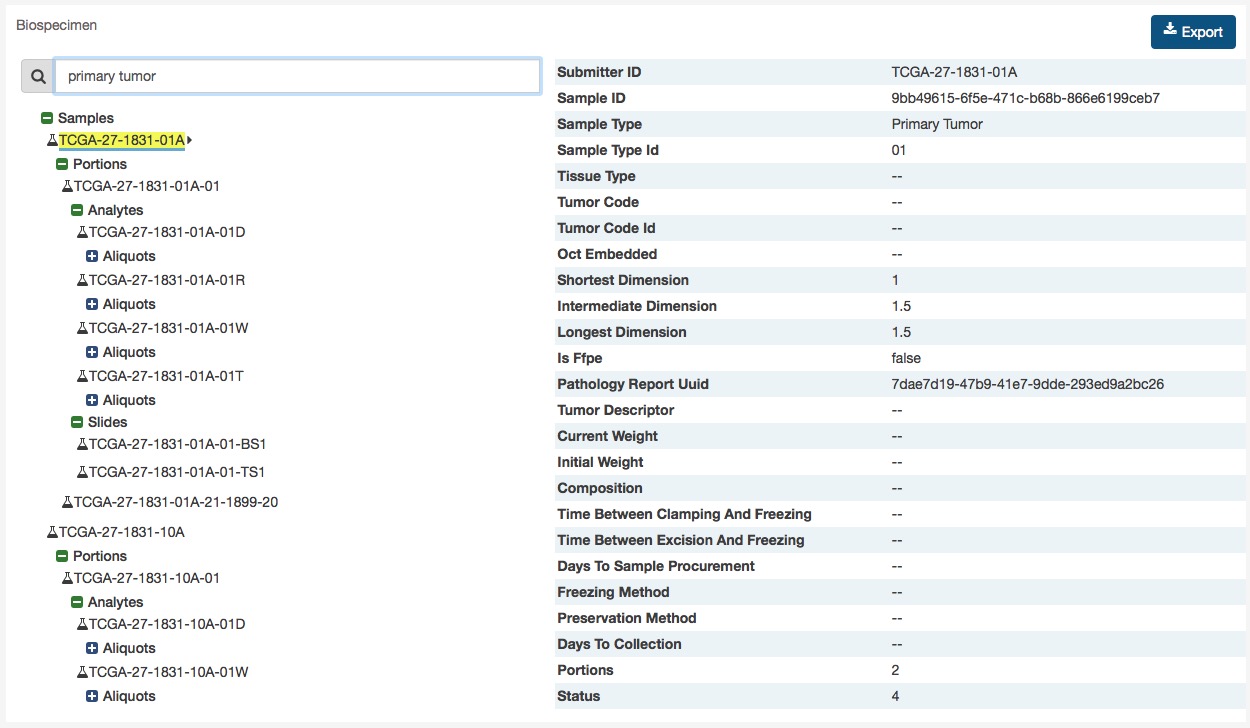 Biospecimen
Export
primary tumor
Samples
TCGA-27-1831-01A
Portions
TCGA-27-1831-01A-01
Analytes
TCGA-27-1831-01A-01D
Aliquots
TCGA-27-1831-01A-01R
Aliquots
TCGA-27-1831-01A-01W
Aliquots
TCGA-27-1831-01A-01T
Aliquots
Slides
TCGA-27-1831-01A-01-BS1
TCGA-27-1831-01A-01-TS1
TCGA-27-1831-01A-21-1899-20
TCGA-27-1831-10A
Portions
TCGA-27-1831-10A-01
Analytes
TCGA-27-1831-10A-01D
Aliquots
TCGA-27-1831-10A-01W
Aliquots
Submitter ID TCGA-27-1831-01A
Sample ID 9bb49615-6f5e-471c-b68b-866e6199ceb7
Sample Type Primary Tumor
Sample Type Id 01
Tissue Type --
Tumor Code --
Tumor Code Id --
Oct Embedded --
Shortest Dimension 1
Intermediate Dimension 1.5
Longest Dimension 1.5
Is Ffpe false
Pathology Report Uuid 7dae7d19-47b9-41e7-9dde-293ed9a2bc26
Tumor Descriptor --
Current Weight --
Initial Weight --
Composition --
Time Between Clamping And Freezing --
Time Between Excision And Freezing --
Days To Sample Procurement --
Freezing Method --
Preservation Method --
Days To Collection --
Portions 2
Status 4